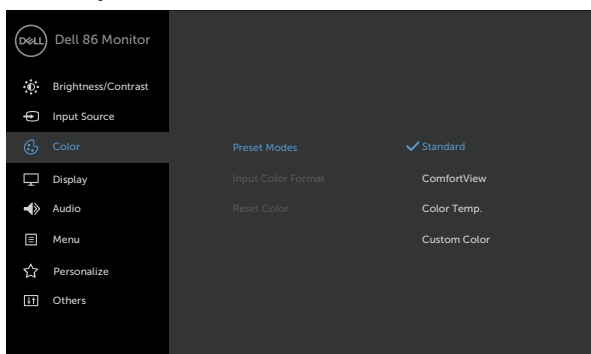 DELL Dell 86 Monitor
Brightness/Contrast
Input Source
Color Preset Modes Standard
Display Input Color Format ComfortView
Audio Reset Color Color Temp.
Menu Custom Color
Personalize
Others